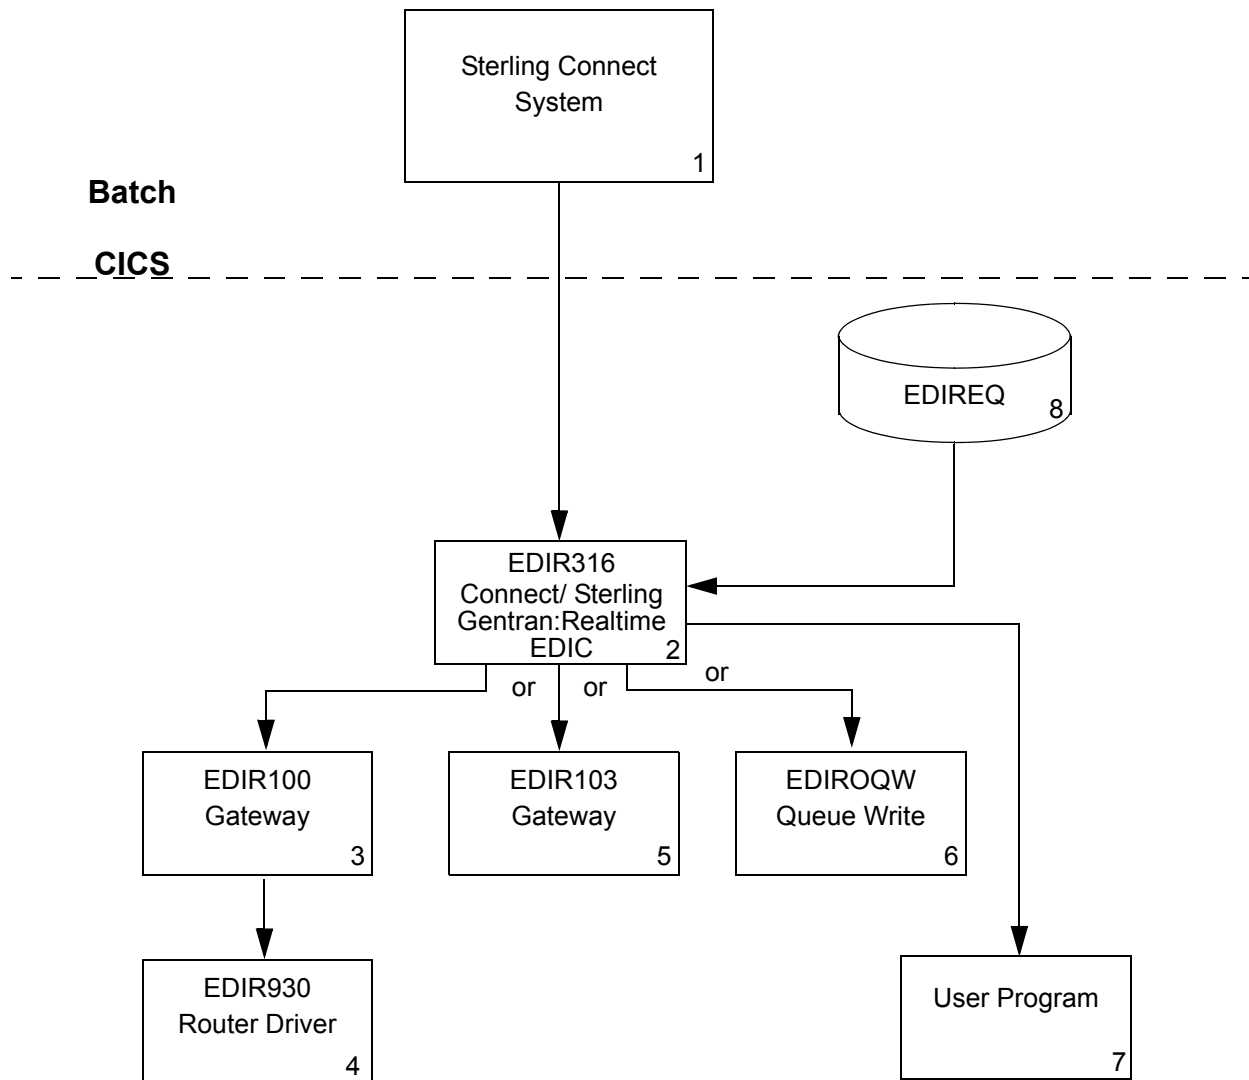 Sterling Connect
System
1
Batch
CICS
EDIREQ
8
EDIR316
Connect/ Sterling
Gentran:Realtime
EDIC
2
or
or
or
EDIR100
Gateway
3
EDIR103
Gateway
5
EDIROQW
Queue Write
6
EDIR930
Router Driver
4
User Program
7